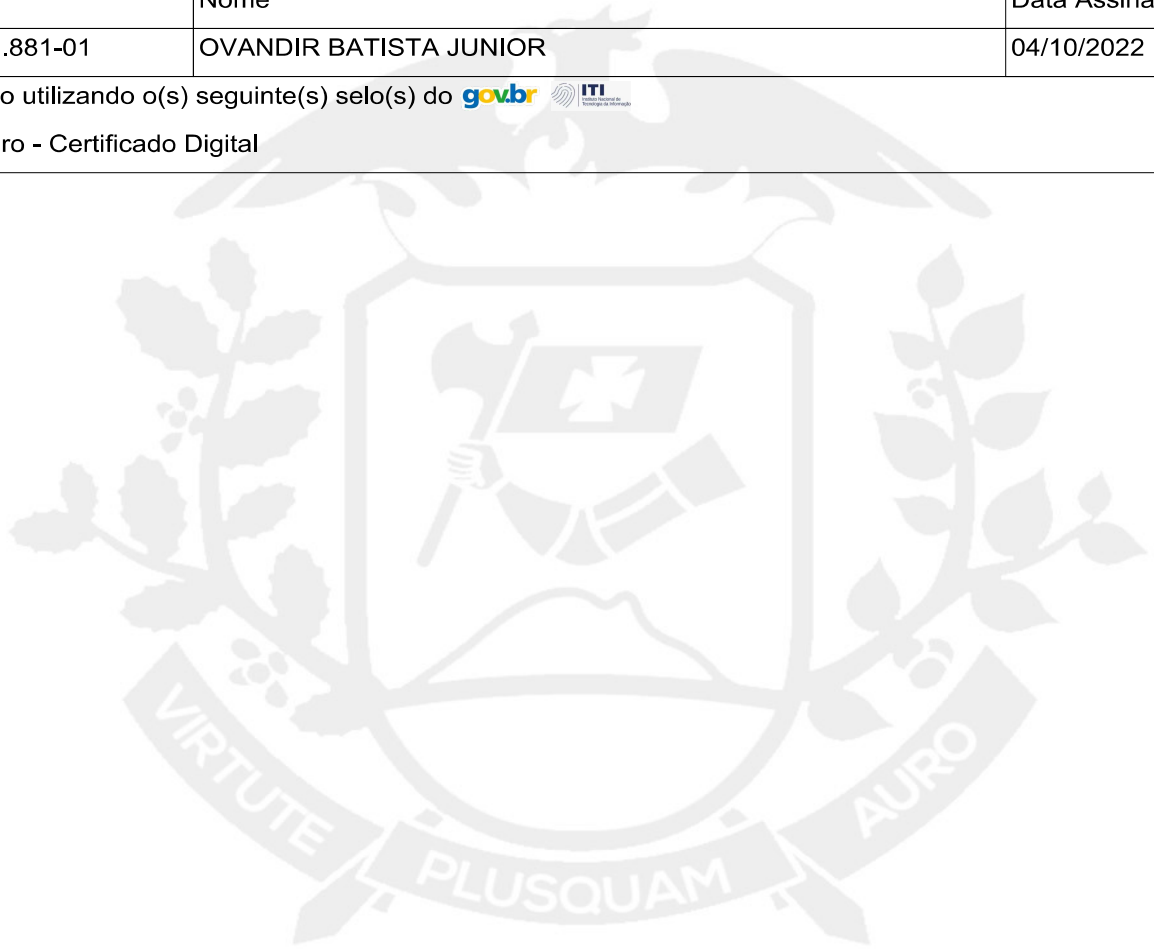 Nome Data Assina
.881-01 OVANDIR BATISTA JUNIOR 04/10/2022
o utilizando o(s) seguinte(s) selo(s) do gov.br ITI
ro - Certificado Digital
VIRTUTE PLUSQUAM AURO